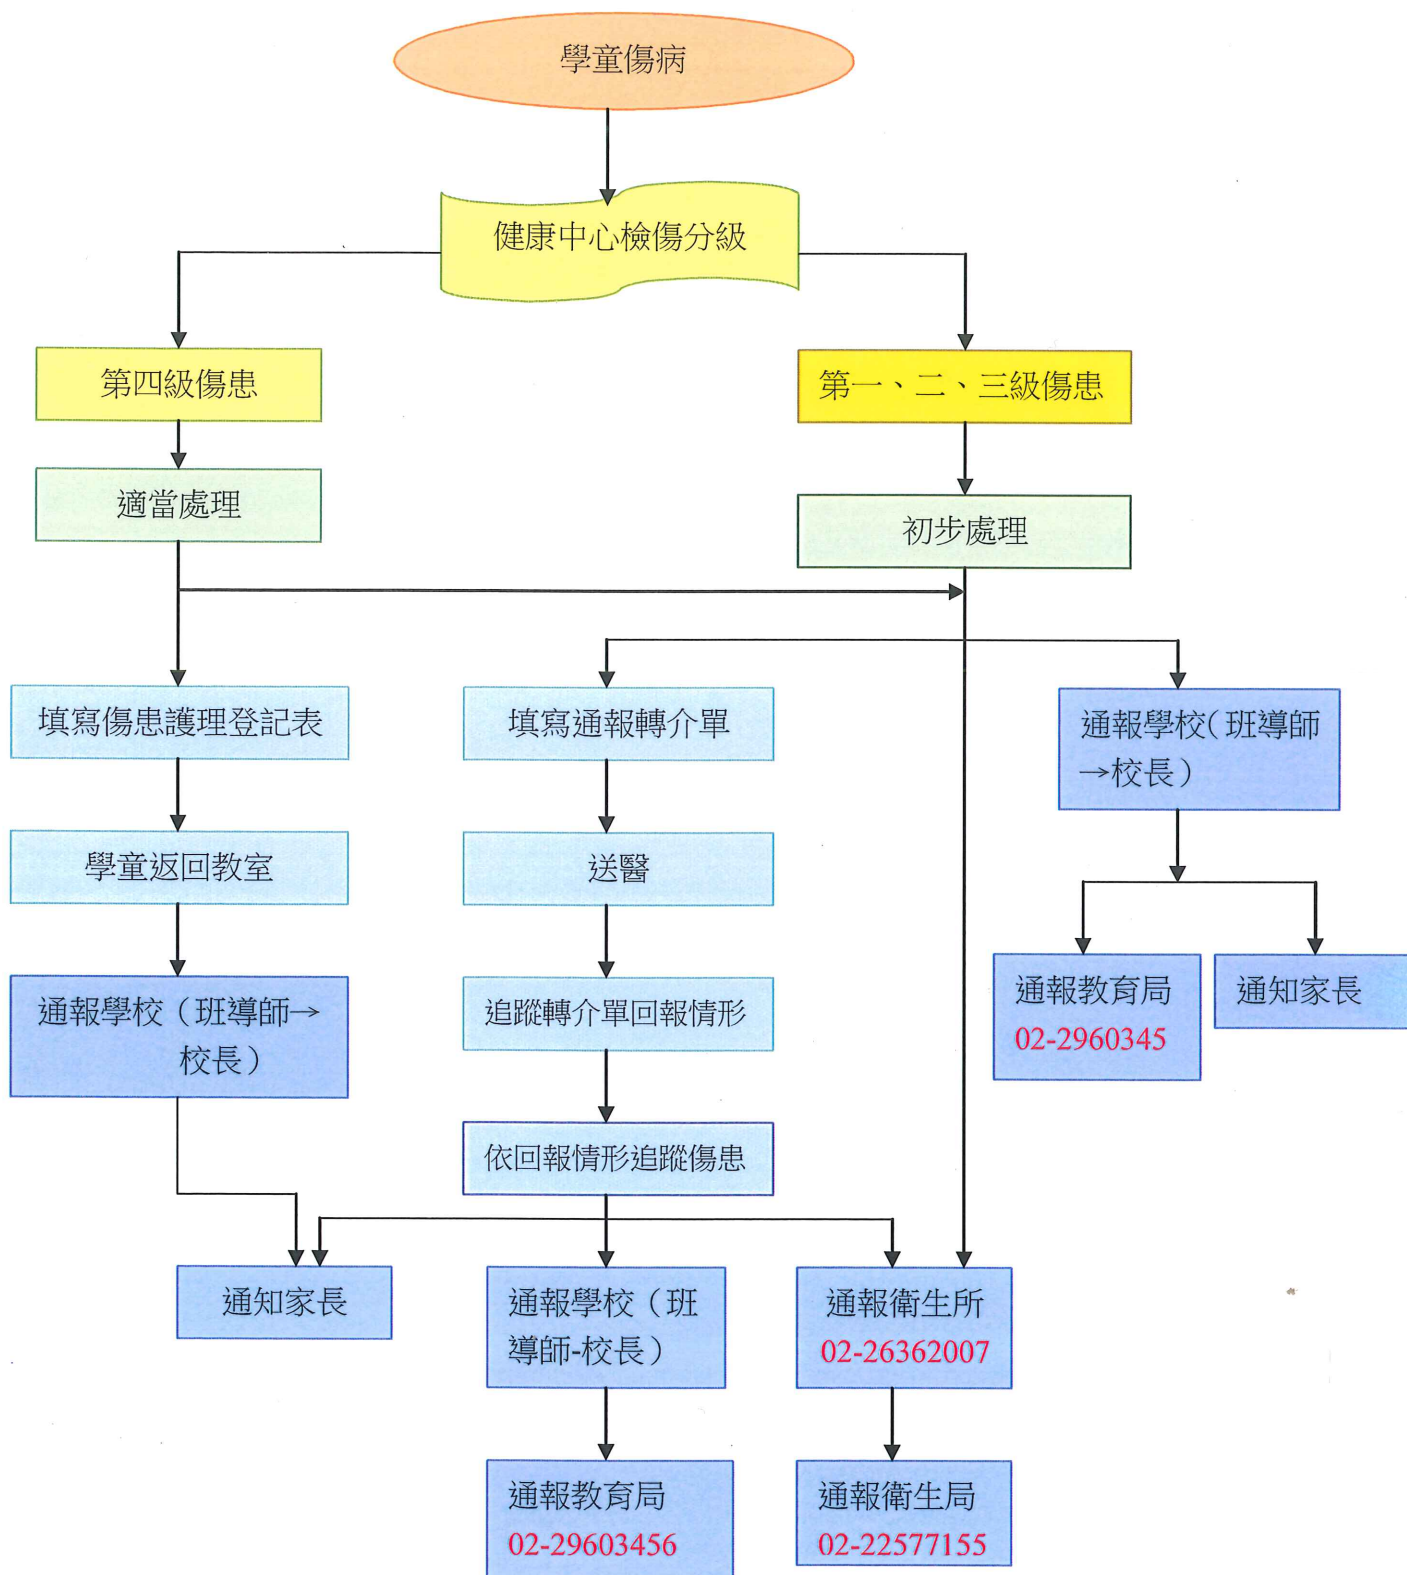 學童傷病
健康中心檢傷分級
第四級傷患
第一、二、三級傷患
適當處理
初步處理
填寫傷患護理登記表
填寫通報轉介單
通報學校（班導師
→校長）
學童返回教室
送醫
通報學校（班導師→
校長）
追蹤轉介單回報情形
通報教育局
02-2960345
通知家長
依回報情形追蹤傷患
通知家長
通報學校（班
導師-校長）
通報衛生所
02-26362007
通報教育局
02-29603456
通報衛生局
02-22577155